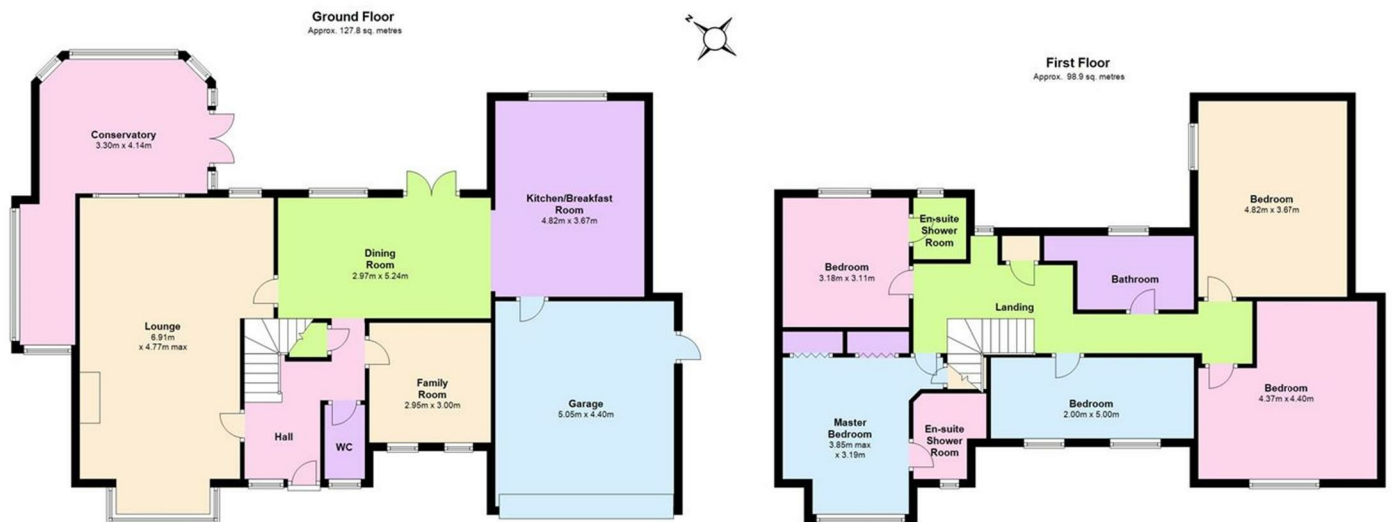 Ground Floor
Approx. 127.8 sq. metres
N
First Floor
Approx. 98.9 sq. metres
Conservatory
3.30m x 4.14m
Kitchen/Breakfast
Room
4.82m x 3.67m
Dining
Room
2.97m x 5.24m
Lounge
6.91m
x 4.77m max
Family
Room
2.95m x 3.00m
Garage
5.05m x 4.40m
Hall
WC
Bedroom
4.82m x 3.67m
En-suite
Shower
Room
Bedroom
3.18m x 3.11m
Bathroom
Landing
Bedroom
4.37m x 4.40m
Bedroom
2.00m x 5.00m
Master
Bedroom
3.85m max
x 3.19m
En-suite
Shower
Room